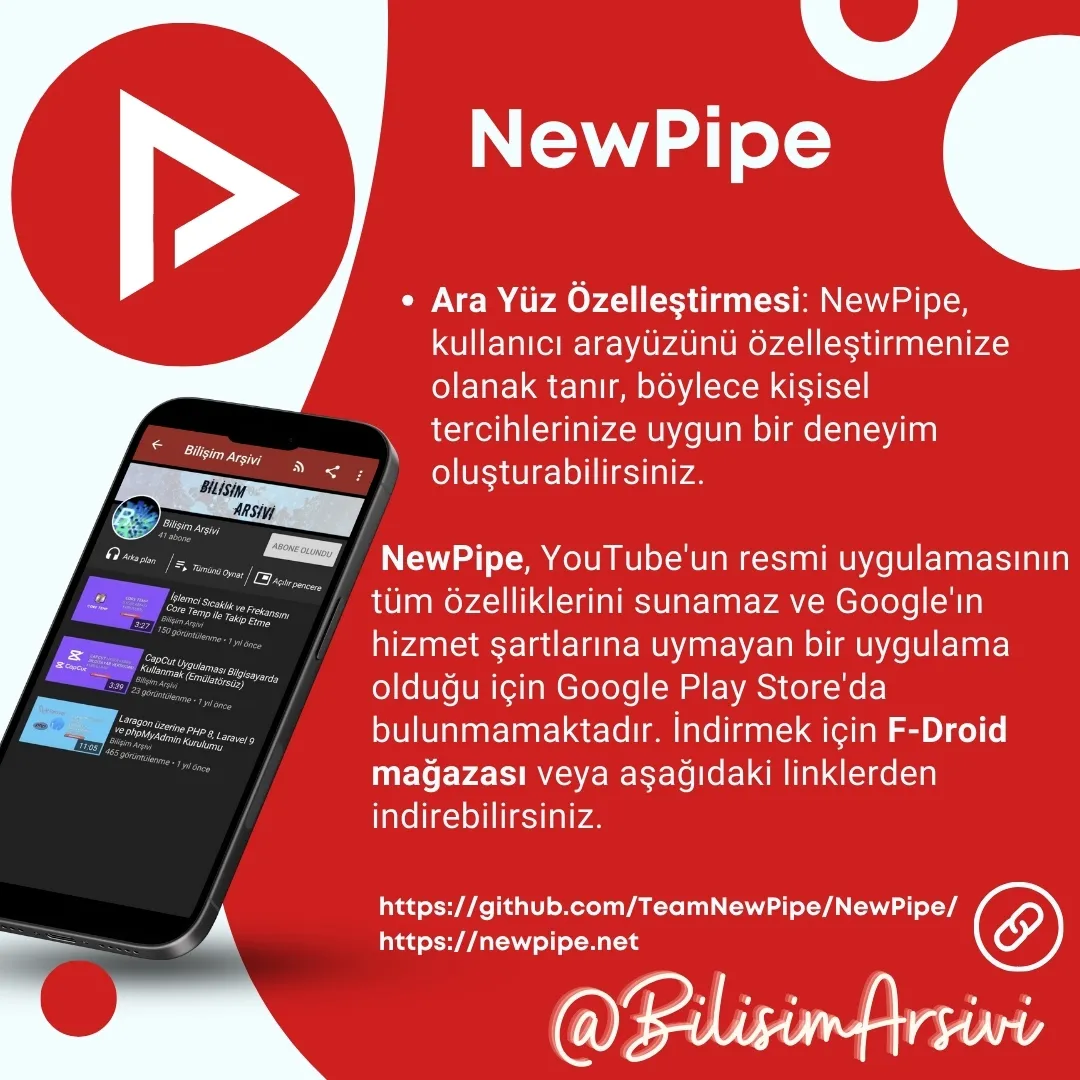 NewPipe
• Ara Yüz Özelleştirmesi: NewPipe,
kullanıcı arayüzünü özelleştirmenize
olanak tanır, böylece kişisel
tercihlerinize uygun bir deneyim
oluşturabilirsiniz.
NewPipe, YouTube'un resmi uygulamasının
tüm özelliklerini sunamaz ve Google'ın
hizmet şartlarına uymayan bir uygulama
olduğu için Google Play Store'da
bulunmamaktadır. İndirmek için F-Droid
mağazası veya aşağıdaki linklerden
indirebilirsiniz.
https://github.com/TeamNewPipe/NewPipe/
https://newpipe.net
@BilisimArsivi
Bilişim Arşivi
BİLİSİM
ARSİVİ
Bilişim Arşivi
41 abone
ABONE OLUNDU
Arka plan
Tümünü Oynat
Açılır pencere
İşlemci Sıcaklık ve Frekansını
Core Temp ile Takip Etme
Bilişim Arşivi
150 görüntülenme • 1 yıl önce
3:27
CapCut Uygulaması Bilgisayarda
Kullanmak (Emülatörsüz)
Bilişim Arşivi
23 görüntülenme • 1 yıl önce
CapCut
3:39
Laragon üzerine PHP 8, Laravel 9
ve phpMyAdmin Kurulumu
Bilişim Arşivi
465 görüntülenme • 1 yıl önce
11:05